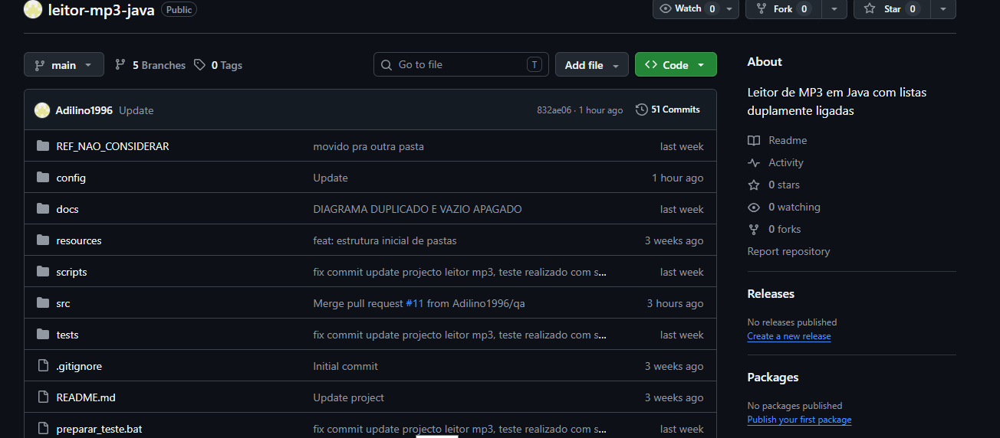 leitor-mp3-java Public Watch 0 Fork 0 Star 0
main 5 Branches 0 Tags Go to file T Add file Code
Adilino1996 Update 832ae06 · 1 hour ago 51 Commits
REF_NAO_CONSIDERAR movido pra outra pasta last week
config Update 1 hour ago
docs DIAGRAMA DUPLICADO E VAZIO APAGADO last week
resources feat: estrutura inicial de pastas 3 weeks ago
scripts fix commit update projecto leitor mp3, teste realizado com s... last week
src Merge pull request #11 from Adilino1996/qa 3 hours ago
tests fix commit update projecto leitor mp3, teste realizado com s... last week
.gitignore Initial commit 3 weeks ago
README.md Update project 3 weeks ago
preparar_teste.bat fix commit update projecto leitor mp3, teste realizado com s... last week
About
Leitor de MP3 em Java com listas
duplamente ligadas
Readme
Activity
0 stars
0 watching
0 forks
Report repository
Releases
No releases published
Create a new release
Packages
No packages published
Publish your first package